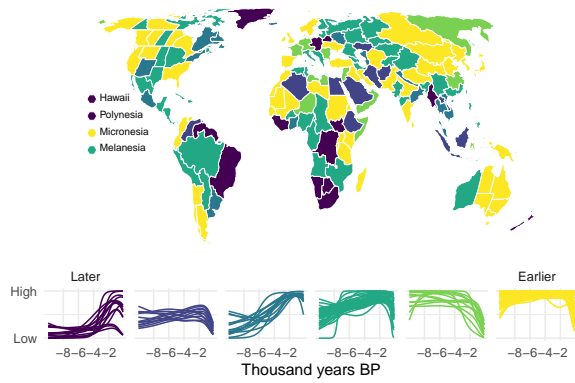 Hawaii
Polynesia
Micronesia
Melanesia
Later
Earlier
High
Low
−8−6−4−2 −8−6−4−2 −8−6−4−2 −8−6−4−2 −8−6−4−2 −8−6−4−2
Thousand years BP